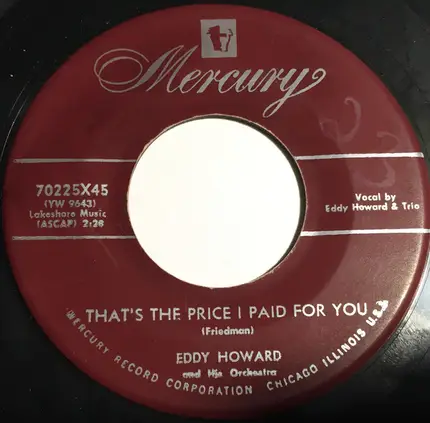 Mercury
70225X45
(YW 9643)
Lakeshore Music
(ASCAP) 2:28
Vocal by
Eddy Howard & Trio
THAT'S THE PRICE I PAID FOR YOU
(Friedman)
EDDY HOWARD
and His Orchestra
MERCURY RECORD CORPORATION CHICAGO ILLINOIS U.S.A.